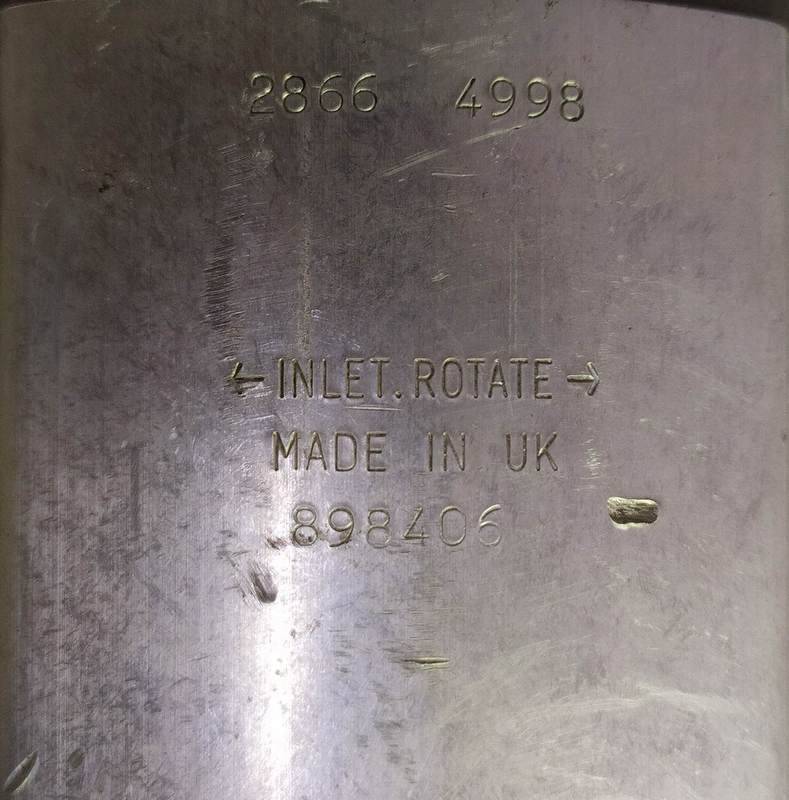 2866 4998
←INLET.ROTATE→
MADE IN UK
898406